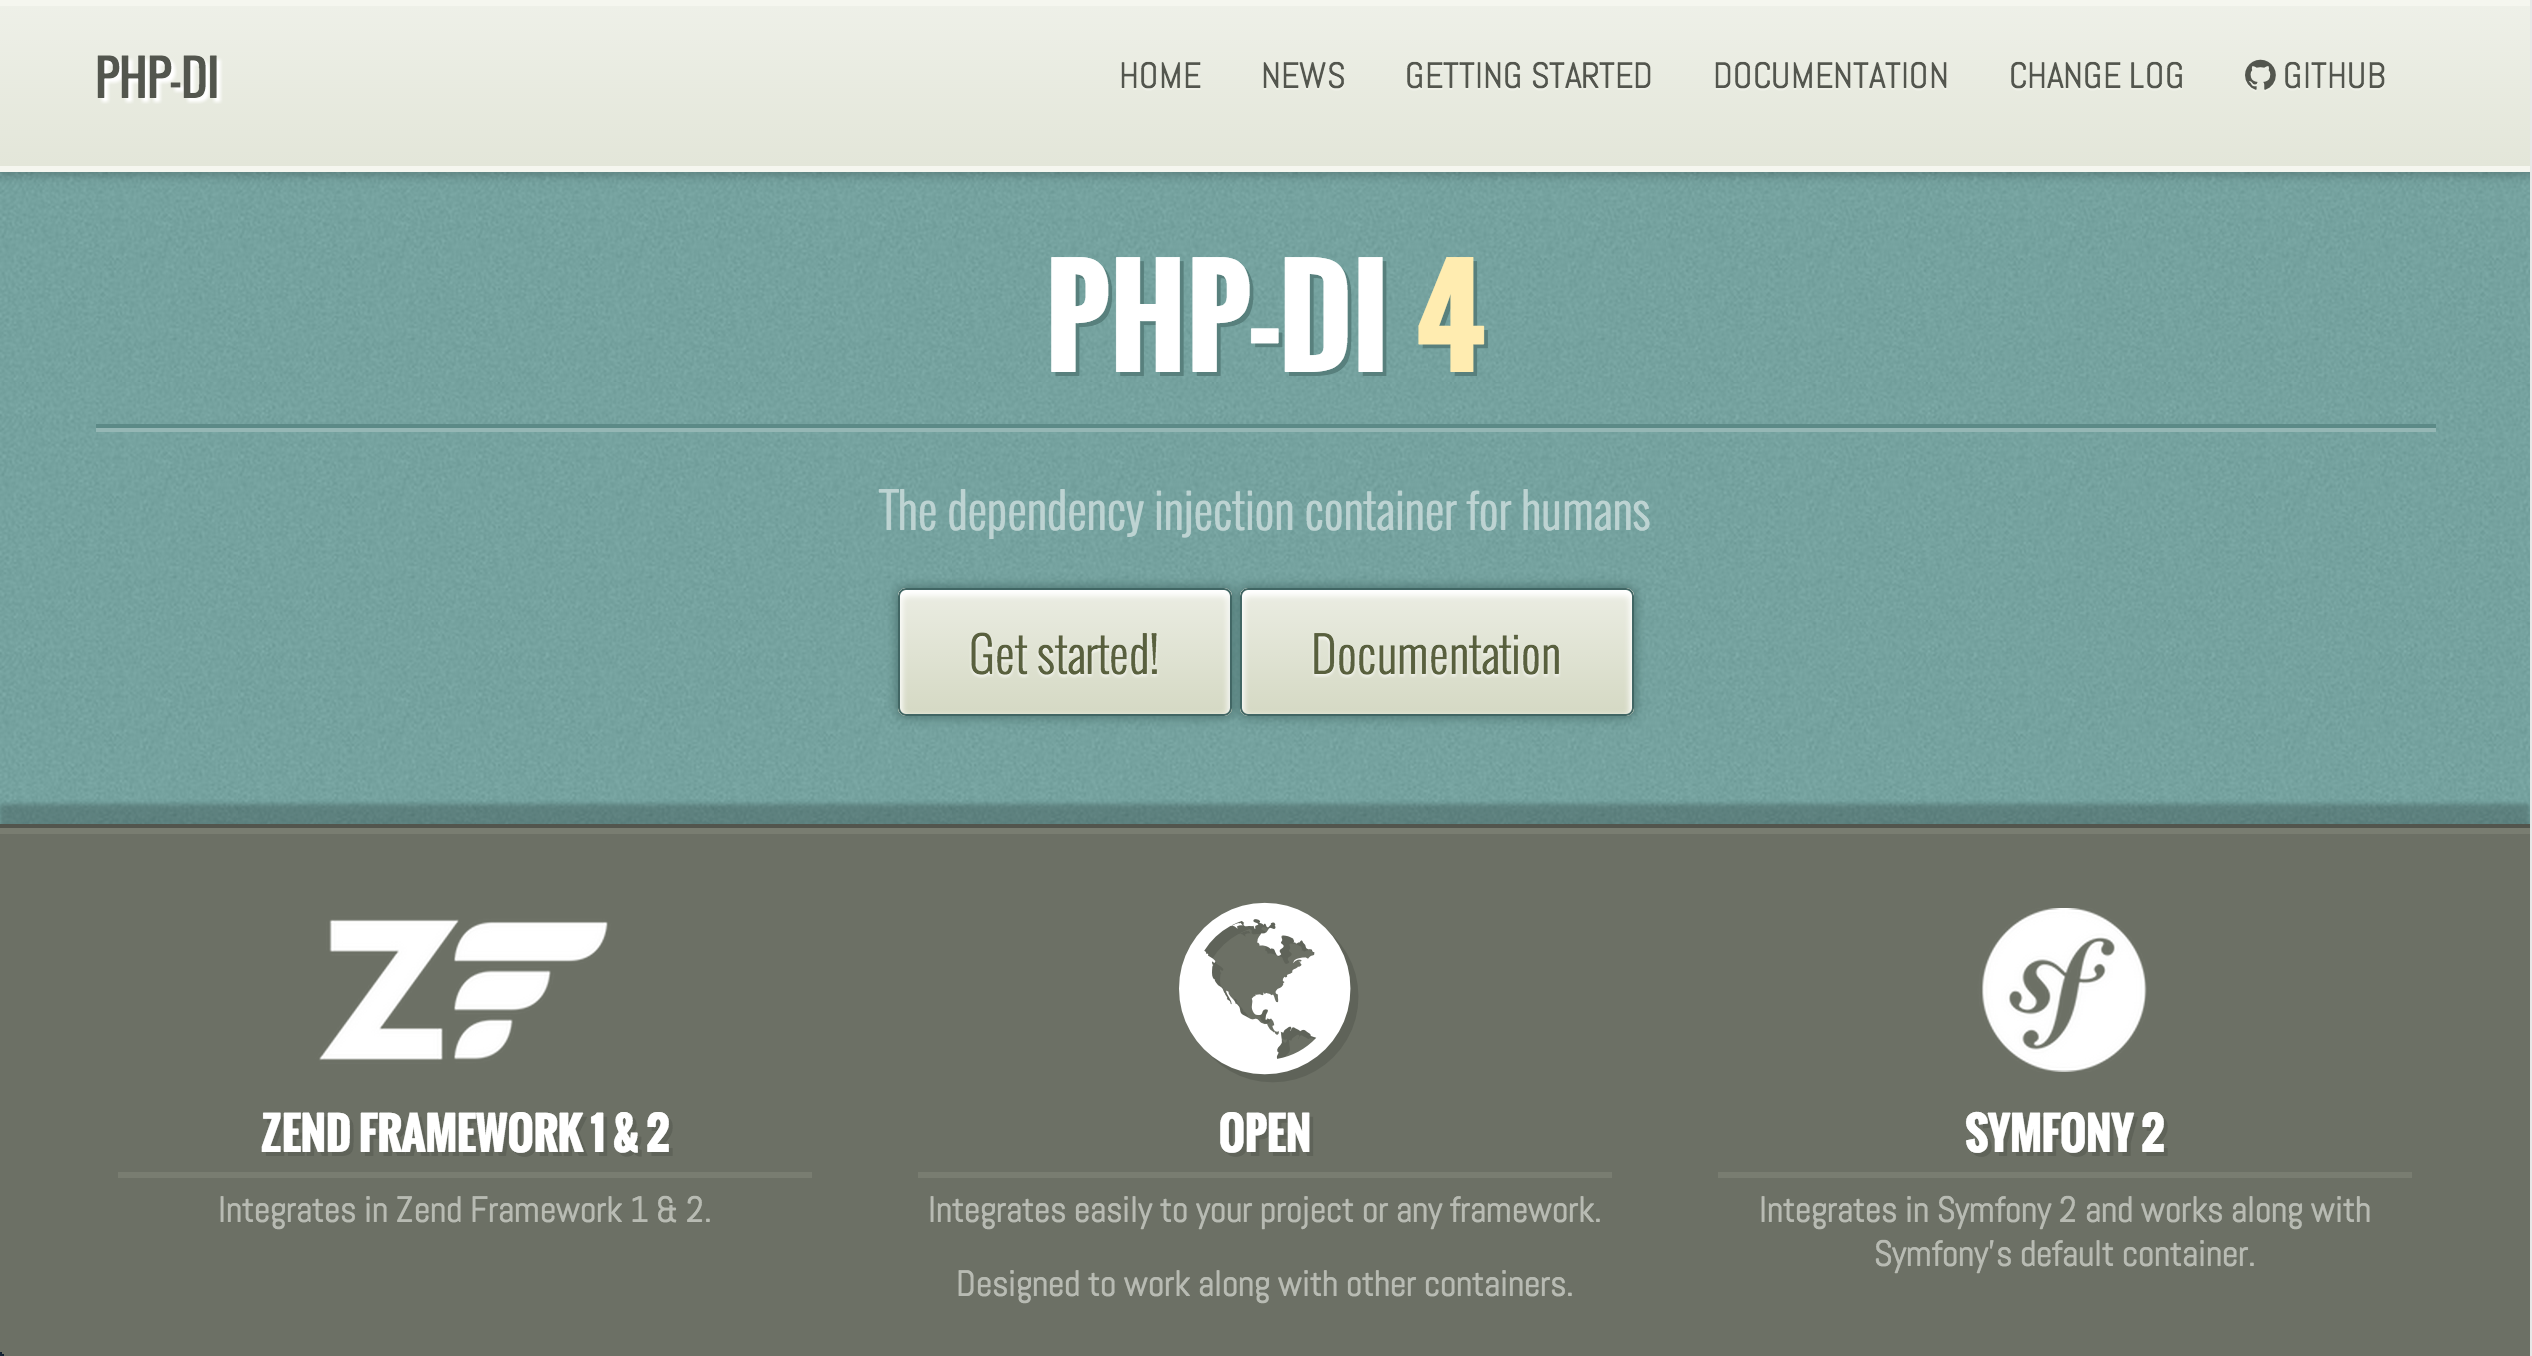 PHP-DI
HOME NEWS GETTING STARTED DOCUMENTATION CHANGE LOG GITHUB
PHP-DI 4
The dependency injection container for humans
Get started! Documentation
ZF
sf
ZEND FRAMEWORK 1 & 2
OPEN
SYMFONY 2
Integrates in Zend Framework 1 & 2.
Integrates easily to your project or any framework.
Designed to work along with other containers.
Integrates in Symfony 2 and works along with
Symfony's default container.